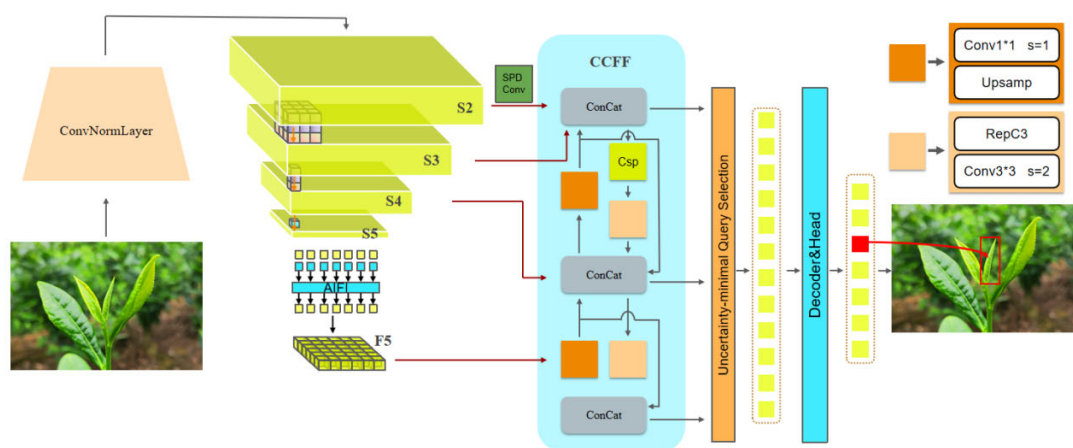 ConvNormLayer
S2
S3
S4
S5
AIFI
F5
SPD
Conv
CCFF
ConCat
Csp
ConCat
ConCat
Uncertainty-minimal Query Selection
Decoder&Head
Conv1*1 s=1
Upsamp
RepC3
Conv3*3 s=2